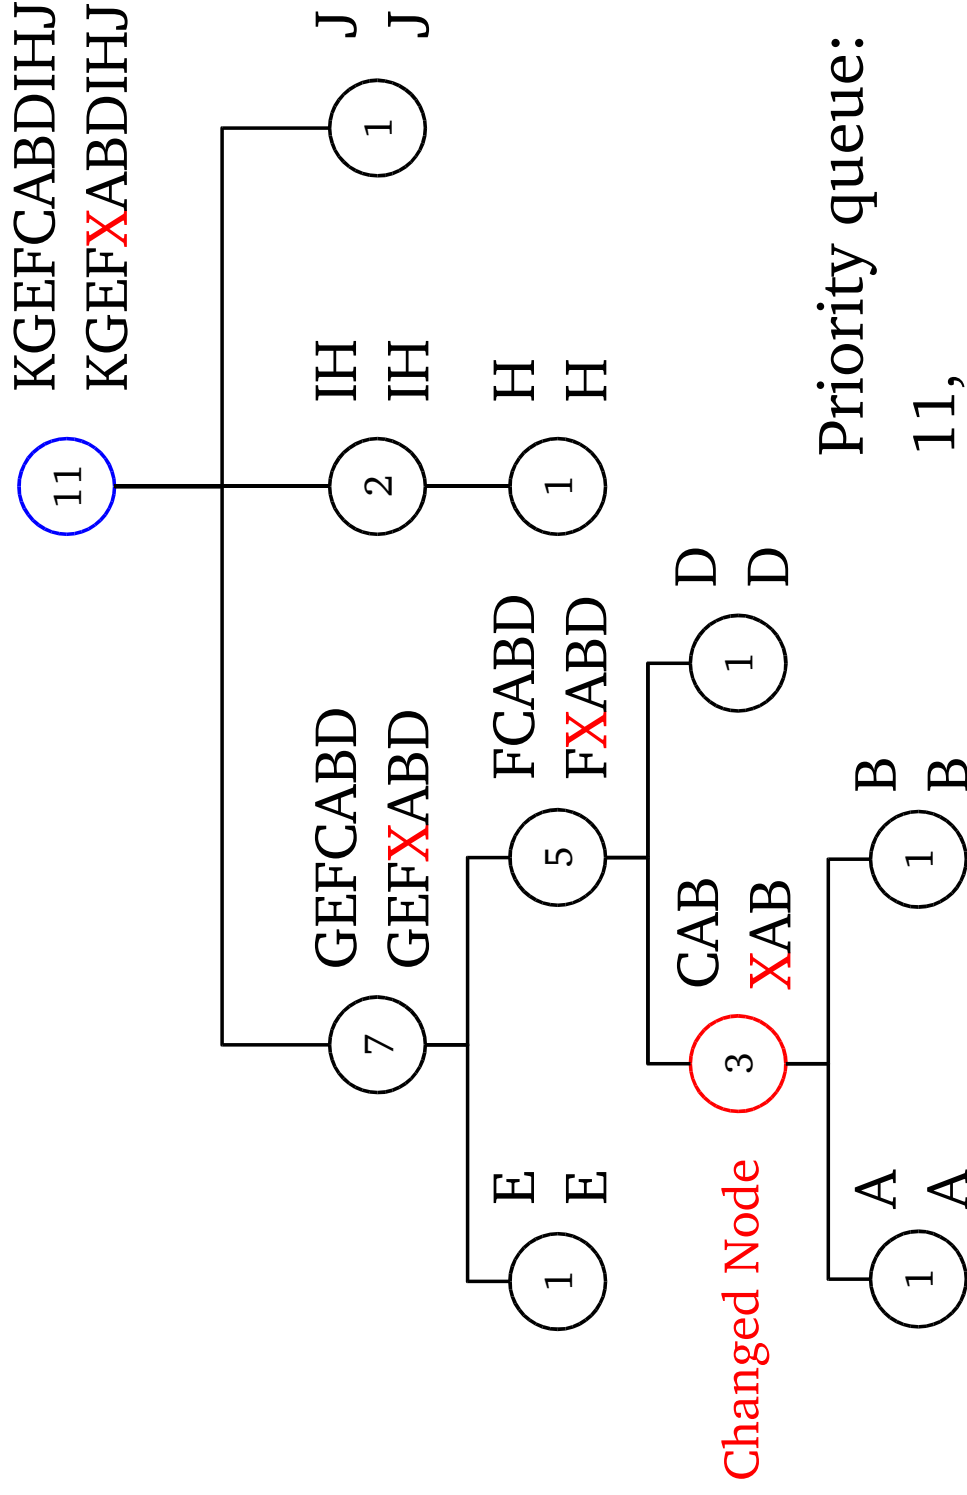 11
KGEFCABDIHJ
KGEFXABDIHJ
7
GEFCABD
GEFXABD
2
IH
IH
1
J
J
1
E
E
5
FCABD
FXABD
1
H
H
Changed Node
3
CAB
XAB
1
D
D
1
A
A
1
B
B
Priority queue:
11,